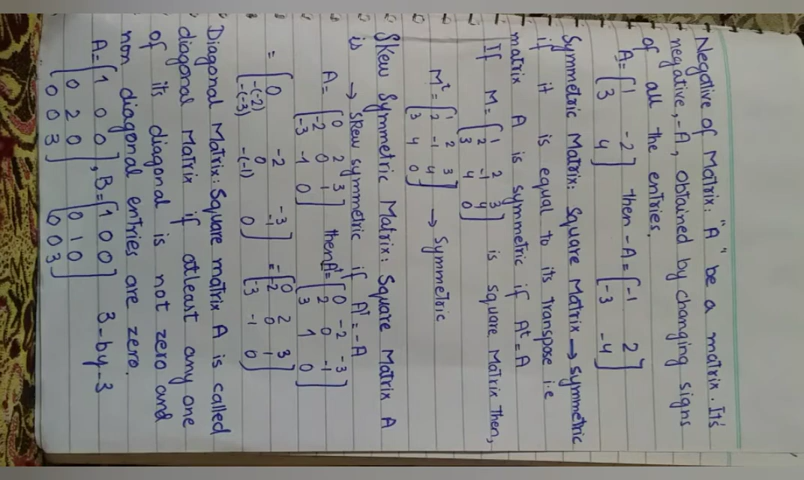 Negative of Matrix: "A" be a matrix. It's
negative, -A, obtained by changing signs
of all the entries.
A = [1 -2
3 4] then -A = [-1 2
-3 -4]
Symmetric Matrix: Square Matrix → Symmetric
if it is equal to its transpose i.e
matrix A is symmetric if Aᵗ = A
If M = [1 2 3
2 -1 4
3 4 0] is square Matrix Then,
Mᵗ = [1 2 3
2 -1 4
3 4 0] → Symmetric
Skew Symmetric Matrix: Square Matrix A
is → Skew symmetric if Aᵗ = -A
A = [0 2 3
-2 0 1
-3 -1 0] then Aᵗ = [0 -2 -3
2 0 -1
3 1 0]
= [0 -2 -3
-(-2) 0 -1
-(-3) -(-1) 0] = [0 2 3
-2 0 1
-3 -1 0]
Diagonal Matrix: Square matrix A is called
diagonal Matrix if atleast any one
of its diagonal is not zero and
non diagonal entries are zero.
A = [1 0 0
0 2 0
0 0 3], B = [1 0 0
0 1 0
0 0 3] 3-by-3